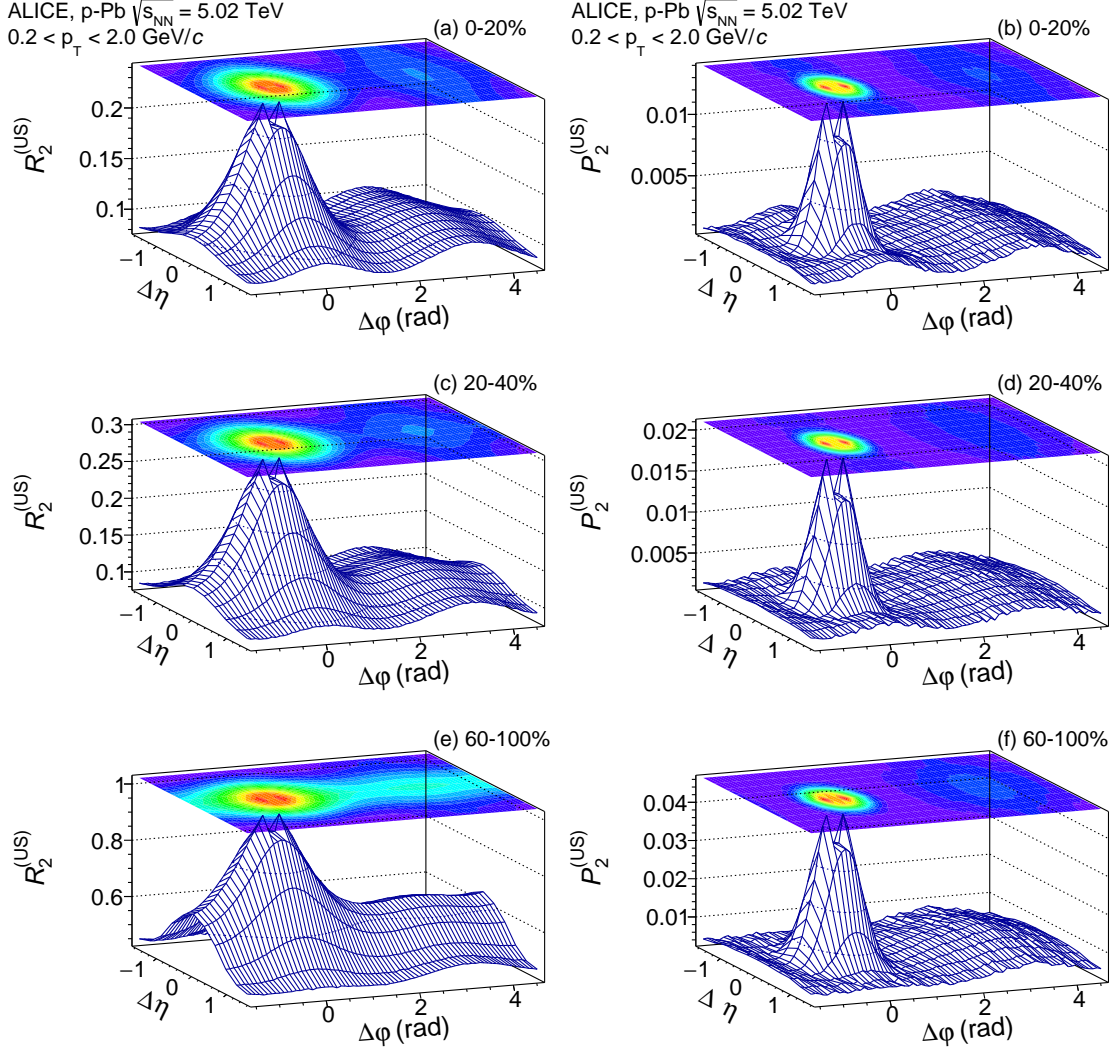 ALICE, p-Pb √s_NN = 5.02 TeV
0.2 < p_T < 2.0 GeV/c
(a) 0-20%
R_2^(US)
0.2
0.15
0.1
−1
0
1
Δη
0
2
4
Δφ (rad)
ALICE, p-Pb √s_NN = 5.02 TeV
0.2 < p_T < 2.0 GeV/c
(b) 0-20%
P_2^(US)
0.01
0.005
−1
0
1
Δη
0
2
4
Δφ (rad)
(c) 20-40%
R_2^(US)
0.3
0.25
0.2
0.15
0.1
−1
0
1
Δη
0
2
4
Δφ (rad)
(d) 20-40%
P_2^(US)
0.02
0.015
0.01
0.005
−1
0
1
Δη
0
2
4
Δφ (rad)
(e) 60-100%
R_2^(US)
1
0.8
0.6
−1
0
1
Δη
0
2
4
Δφ (rad)
(f) 60-100%
P_2^(US)
0.04
0.03
0.02
0.01
−1
0
1
Δη
0
2
4
Δφ (rad)